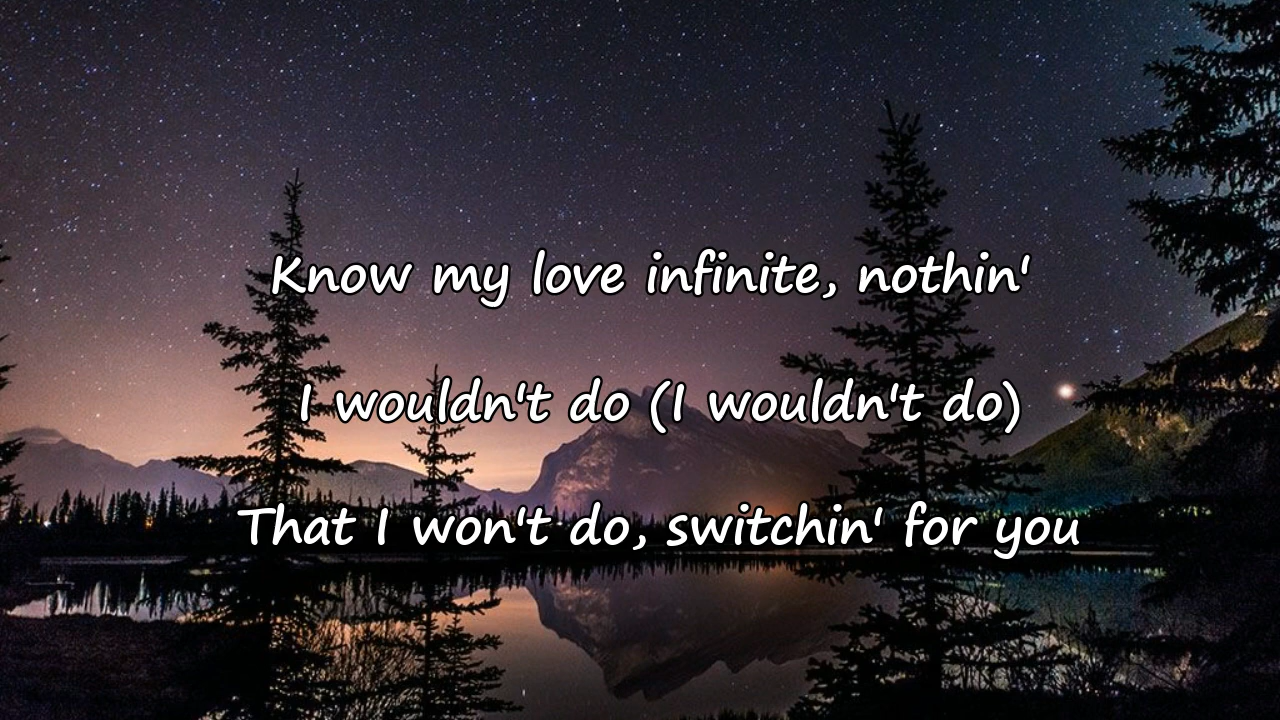 Know my love infinite, nothin'
I wouldn't do (I wouldn't do)
That I won't do, switchin' for you